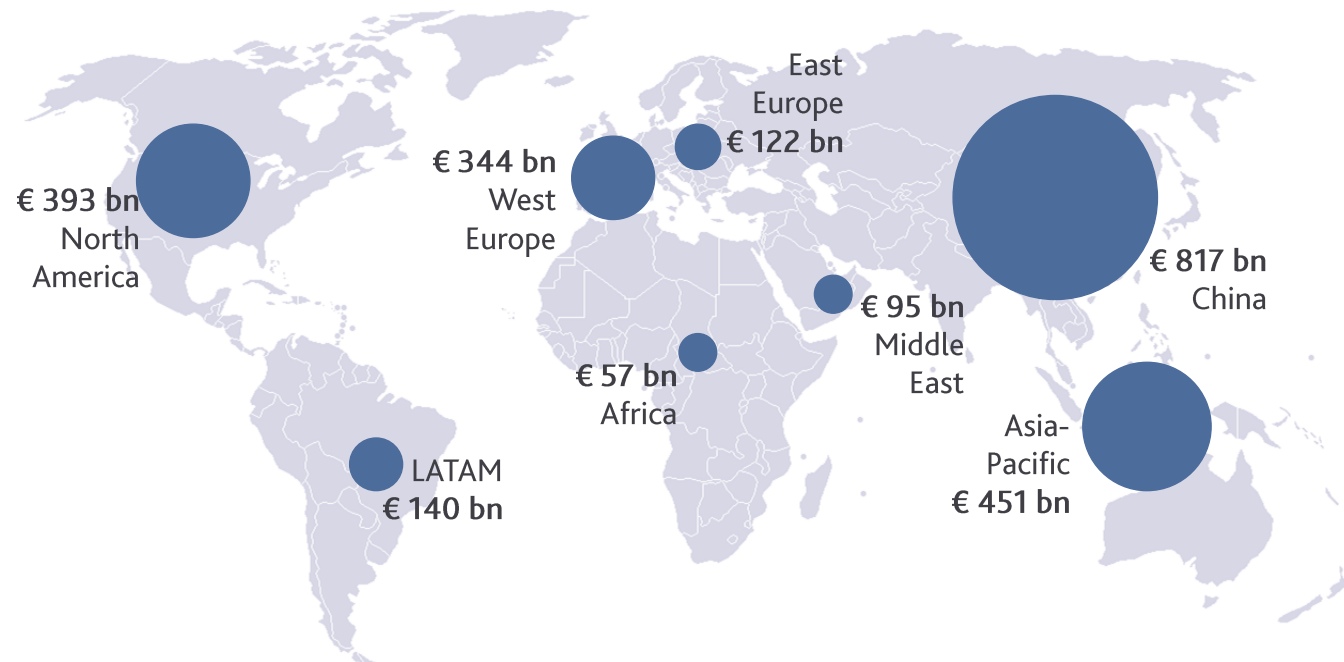 East
Europe
€ 122 bn
€ 344 bn
West
Europe
€ 393 bn
North
America
€ 817 bn
China
€ 95 bn
Middle
East
€ 57 bn
Africa
Asia-
Pacific
€ 451 bn
LATAM
€ 140 bn